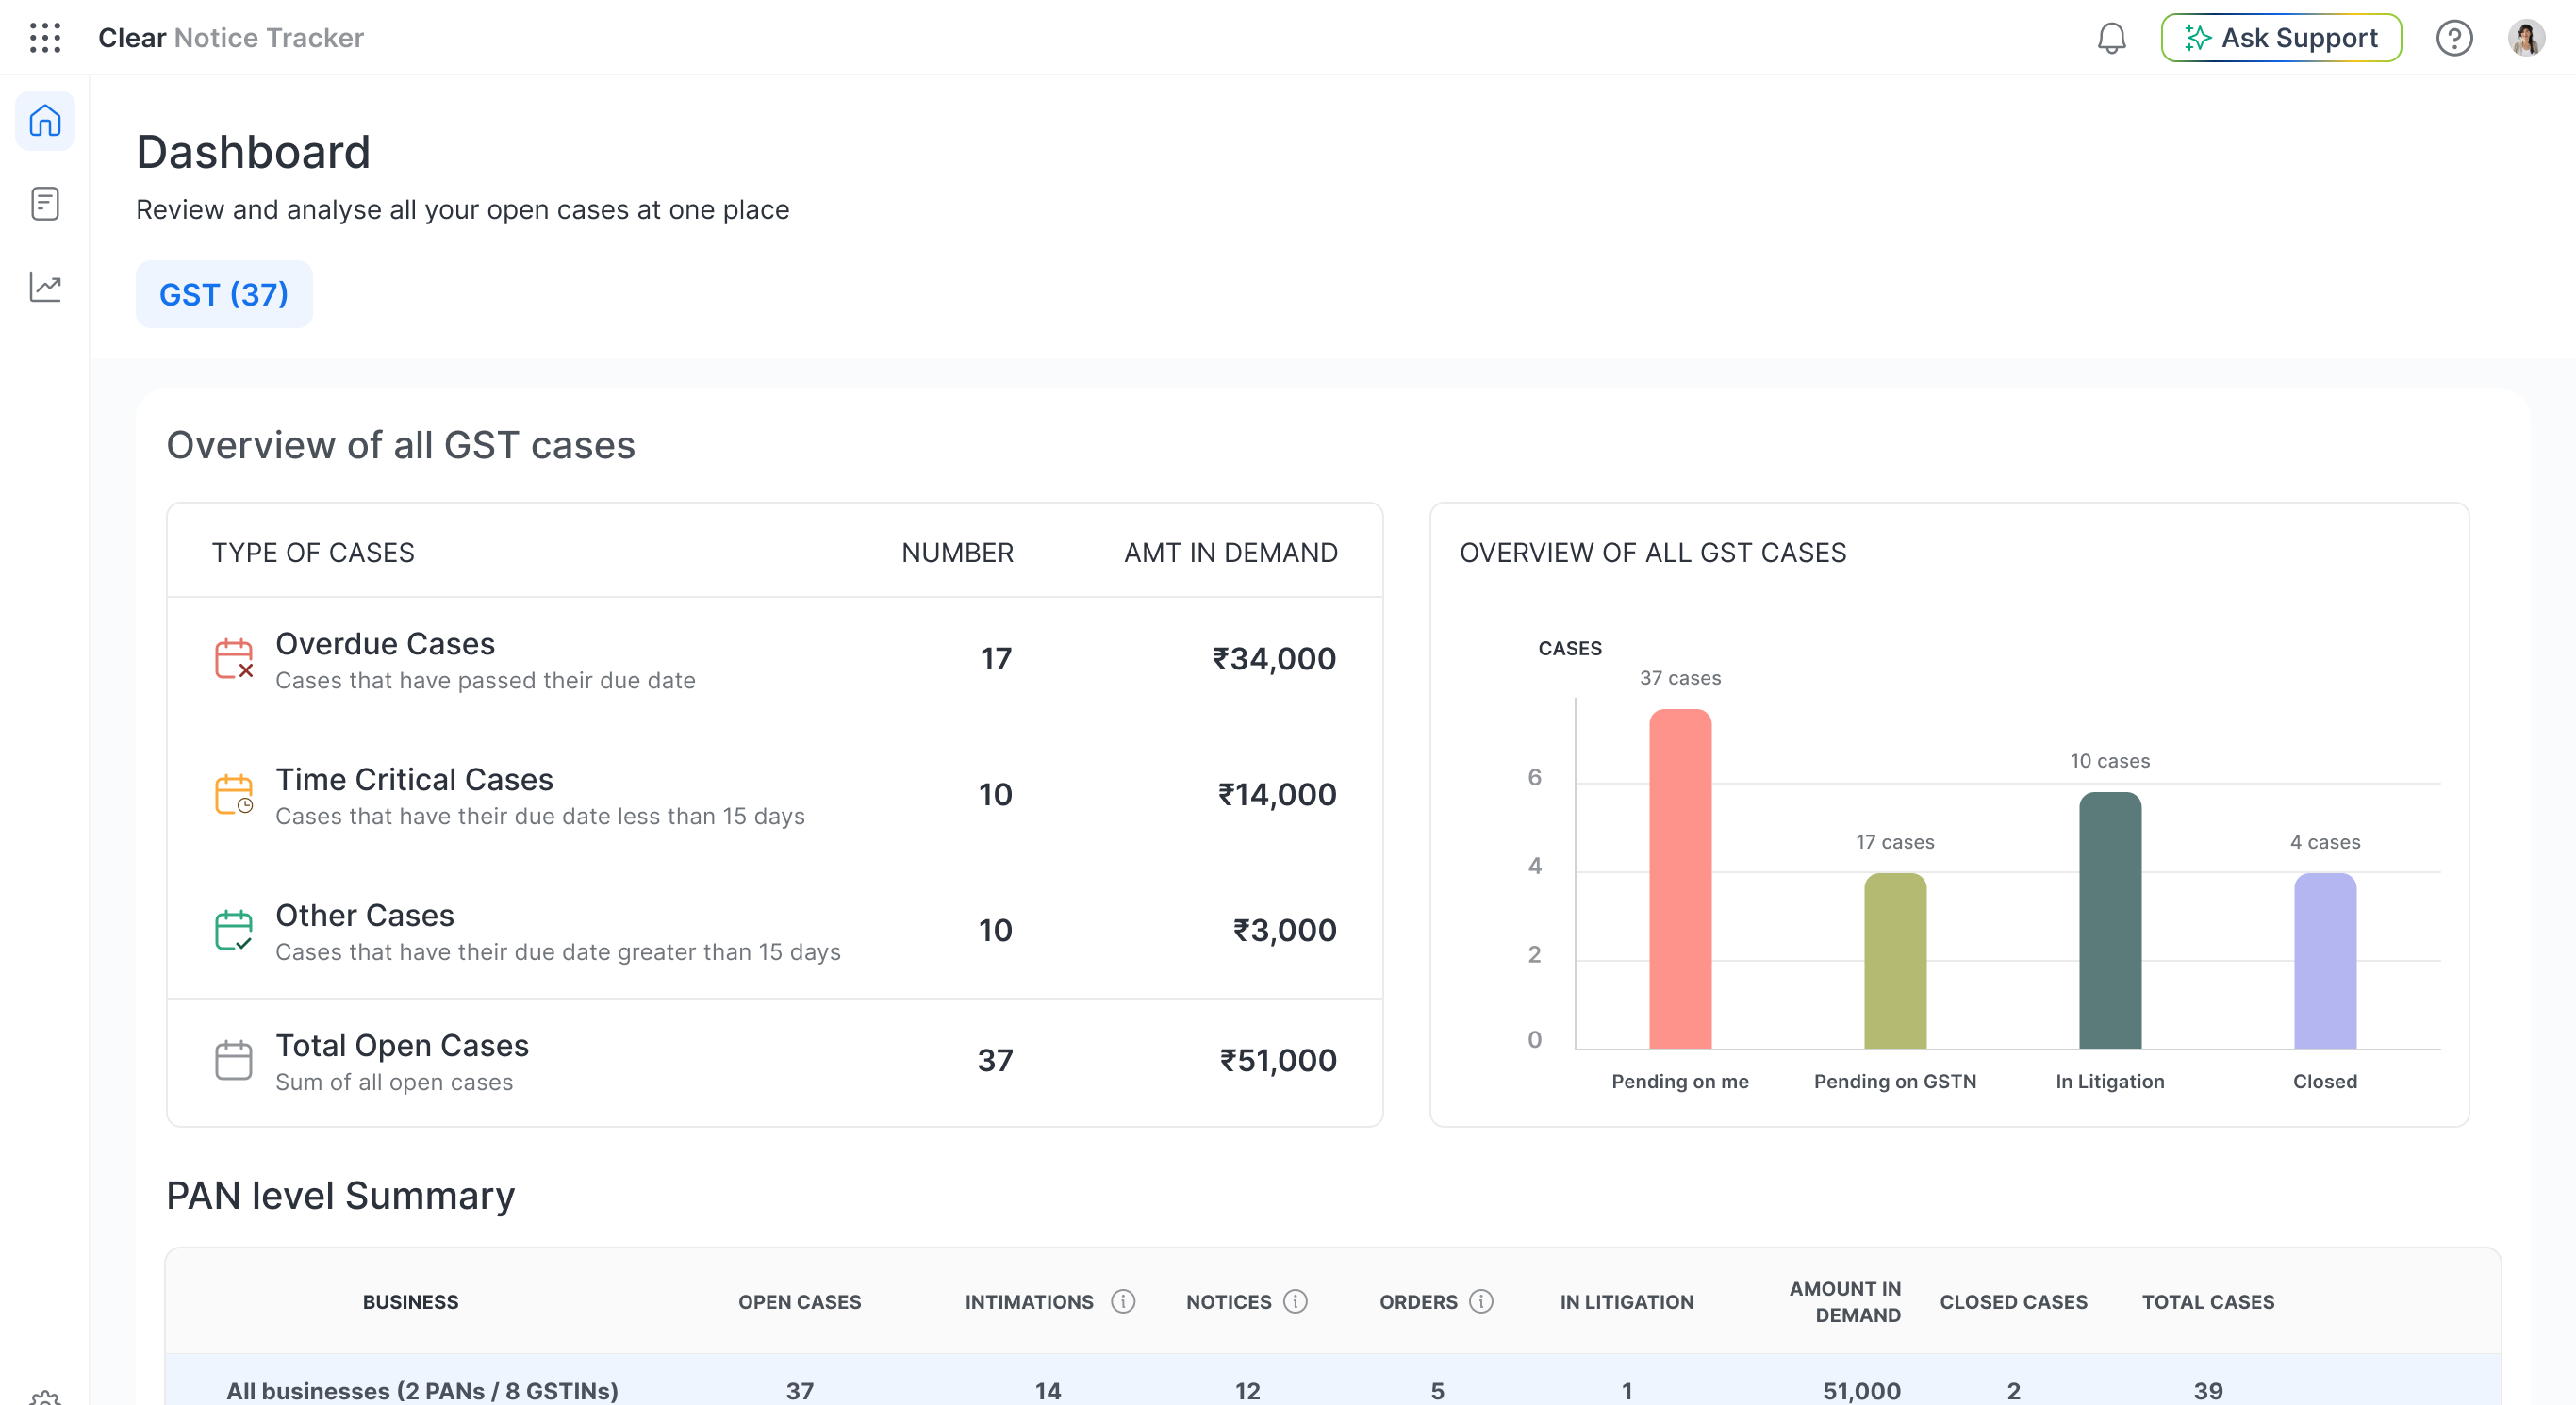 Clear Notice Tracker
Ask Support
Dashboard
Review and analyse all your open cases at one place
GST (37)
Overview of all GST cases
TYPE OF CASES NUMBER AMT IN DEMAND
Overdue Cases
Cases that have passed their due date
17 ₹34,000
Time Critical Cases
Cases that have their due date less than 15 days
10 ₹14,000
Other Cases
Cases that have their due date greater than 15 days
10 ₹3,000
Total Open Cases
Sum of all open cases
37 ₹51,000
OVERVIEW OF ALL GST CASES
CASES
37 cases
10 cases
17 cases
4 cases
6
4
2
0
Pending on me Pending on GSTN In Litigation Closed
PAN level Summary
BUSINESS OPEN CASES INTIMATIONS NOTICES ORDERS IN LITIGATION AMOUNT IN DEMAND CLOSED CASES TOTAL CASES
All businesses (2 PANs / 8 GSTINs) 37 14 12 5 1 51,000 2 39